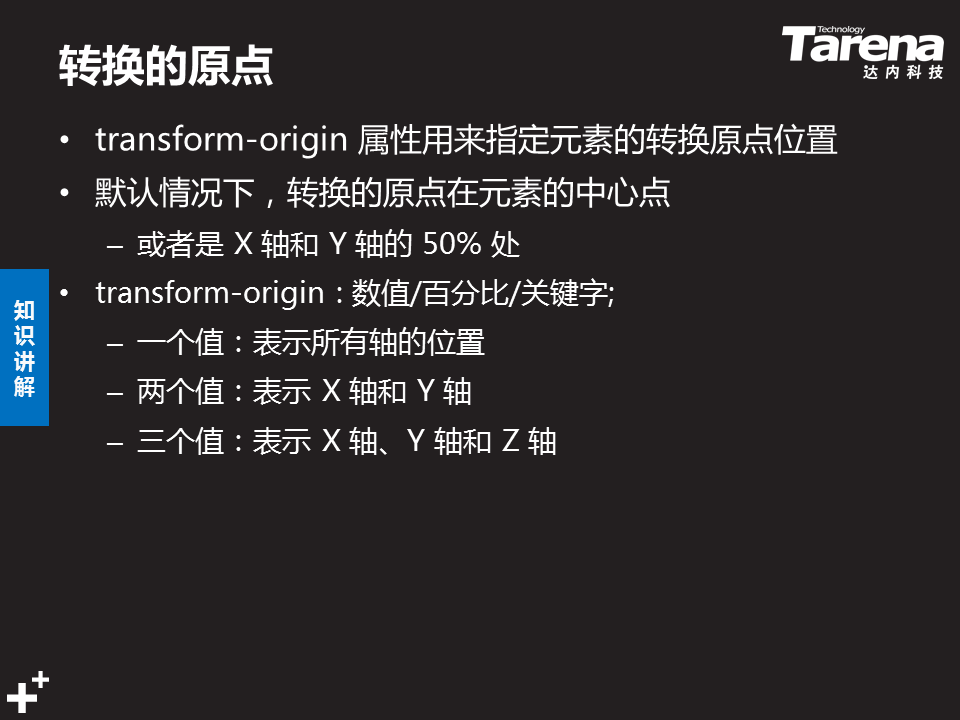 转换的原点
Technology
Tarena
达内科技
• transform-origin 属性用来指定元素的转换原点位置
• 默认情况下，转换的原点在元素的中心点
– 或者是 X 轴和 Y 轴的 50% 处
• transform-origin：数值/百分比/关键字;
– 一个值：表示所有轴的位置
– 两个值：表示 X 轴和 Y 轴
– 三个值：表示 X 轴、Y 轴和 Z 轴
知识讲解